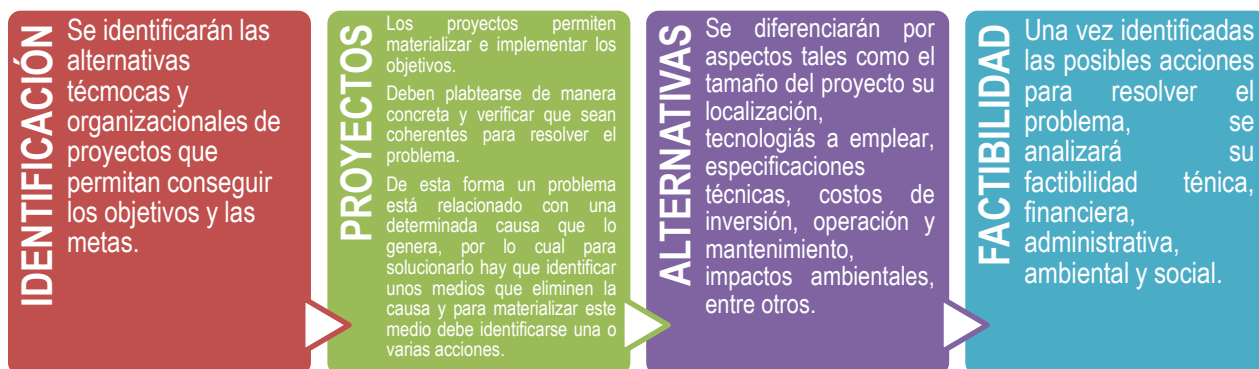 IDENTIFICACIÓN
Se identificarán las
alternativas
técmocas y
organizacionales de
proyectos que
permitan conseguir
los objetivos y las
metas.
PROYECTOS
Los proyectos permiten
materializar e implementar los
objetivos.
Deben plabtearse de manera
concreta y verificar que sean
coherentes para resolver el
problema.
De esta forma un problema
está relacionado con una
determinada causa que lo
genera, por lo cual para
solucionarlo hay que identificar
unos medios que eliminen la
causa y para materializar este
medio debe identificarse una o
varias acciones.
ALTERNATIVAS
Se diferenciarán por
aspectos tales como el
tamaño del proyecto su
localización,
tecnologiás a emplear,
especificaciones
técnicas, costos de
inversión, operación y
mantenimiento,
impactos ambientales,
entre otros.
FACTIBILIDAD
Una vez identificadas
las posibles acciones
para resolver el
problema, se
analizará su
factibilidad ténica,
financiera,
administrativa,
ambiental y social.